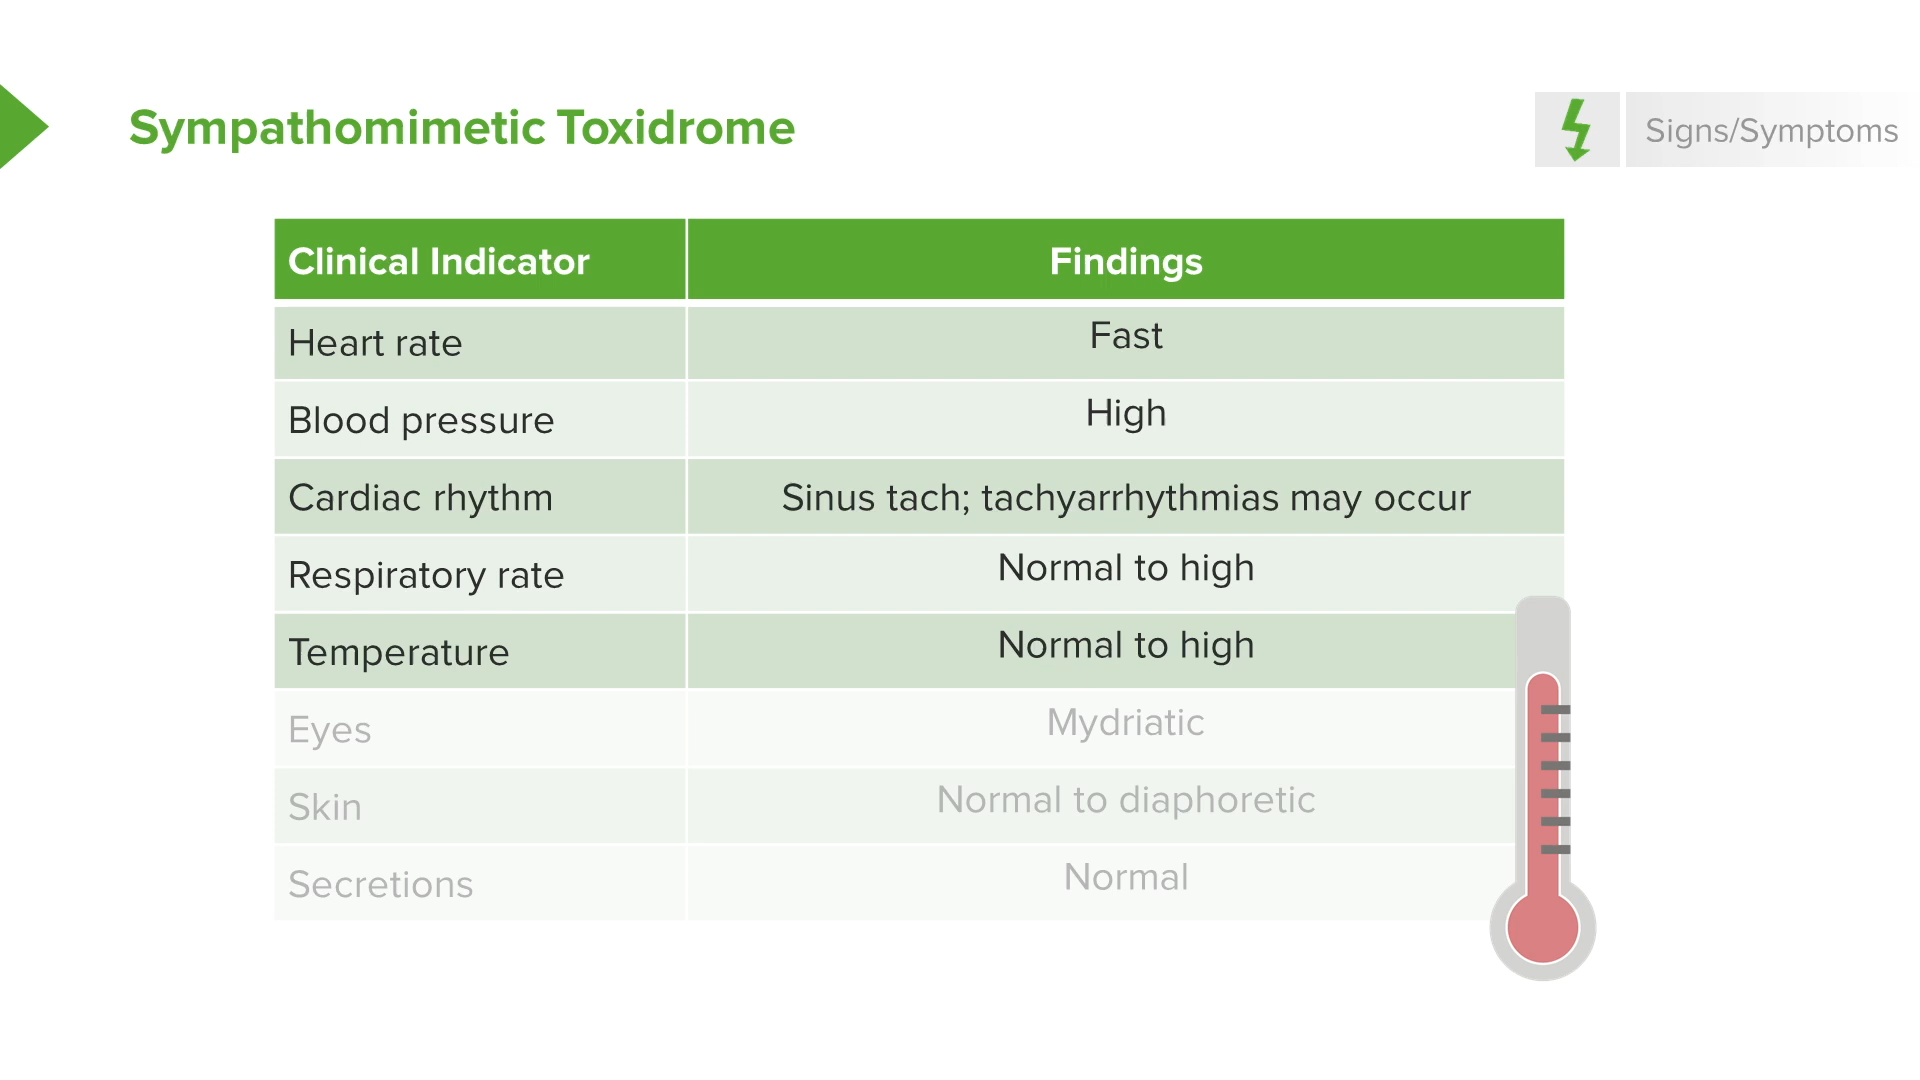 Sympathomimetic Toxidrome
Signs/Symptoms
Clinical Indicator Findings
Heart rate Fast
Blood pressure High
Cardiac rhythm Sinus tach; tachyarrhythmias may occur
Respiratory rate Normal to high
Temperature Normal to high
Eyes Mydriatic
Skin Normal to diaphoretic
Secretions Normal